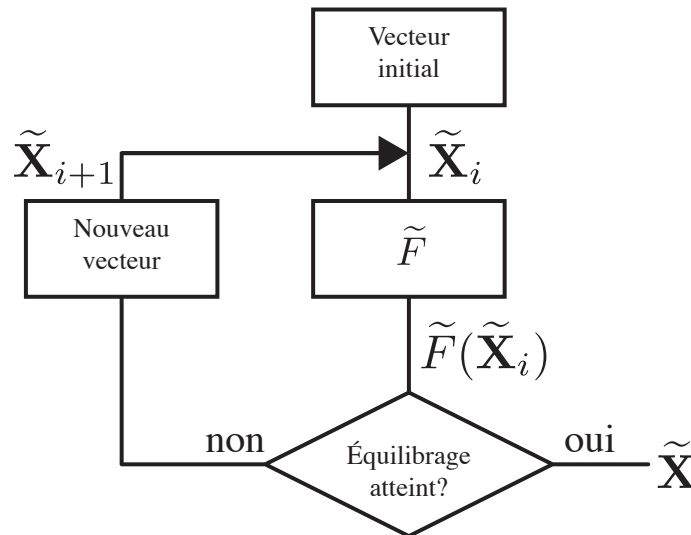 Vecteur
initial
X̃ᵢ₊₁
X̃ᵢ
Nouveau
vecteur
F̃
F̃(X̃ᵢ)
non
oui
Équilibrage
atteint?
X̃